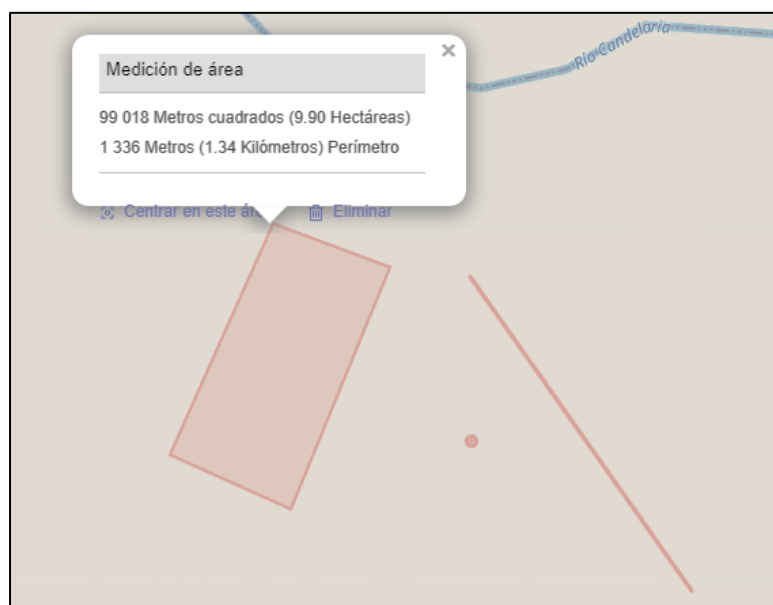 Río Candelaria
Medición de área
99 018 Metros cuadrados (9.90 Hectáreas)
1 336 Metros (1.34 Kilómetros) Perímetro
Centrar en este áre
Eliminar